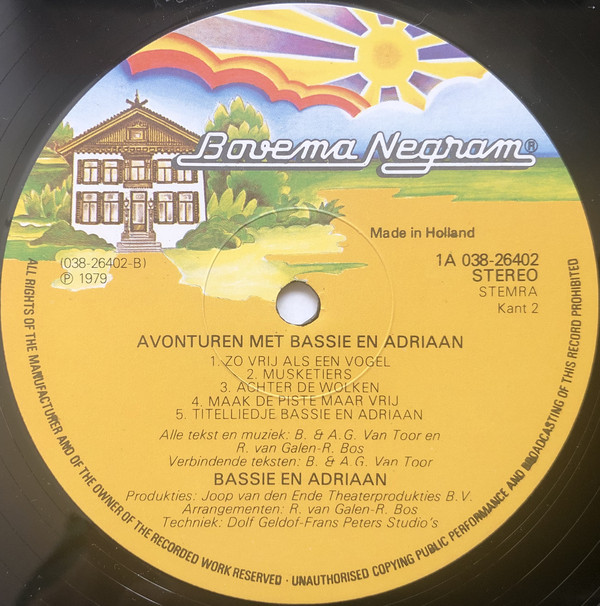 Bovema Negram®
Made in Holland
(038-26402-B)
℗ 1979
1A 038-26402
STEREO
STEMRA
Kant 2
AVONTUREN MET BASSIE EN ADRIAAN
1. ZO VRIJ ALS EEN VOGEL
2. MUSKETIERS
3. ACHTER DE WOLKEN
4. MAAK DE PISTE MAAR VRIJ
5. TITELLIEDJE BASSIE EN ADRIAAN
Alle tekst en muziek: B. & A.G. Van Toor en
R. van Galen-R. Bos
Verbindende teksten: B. & A.G. Van Toor
BASSIE EN ADRIAAN
Produkties: Joop van den Ende Theaterprodukties B.V.
Arrangementen: R. van Galen-R. Bos
Techniek: Dolf Geldof-Frans Peters Studio's
ALL RIGHTS OF THE MANUFACTURER AND OF THE OWNER OF THE RECORDED WORK RESERVED · UNAUTHORISED COPYING PUBLIC PERFORMANCE AND BROADCASTING OF THIS RECORD PROHIBITED